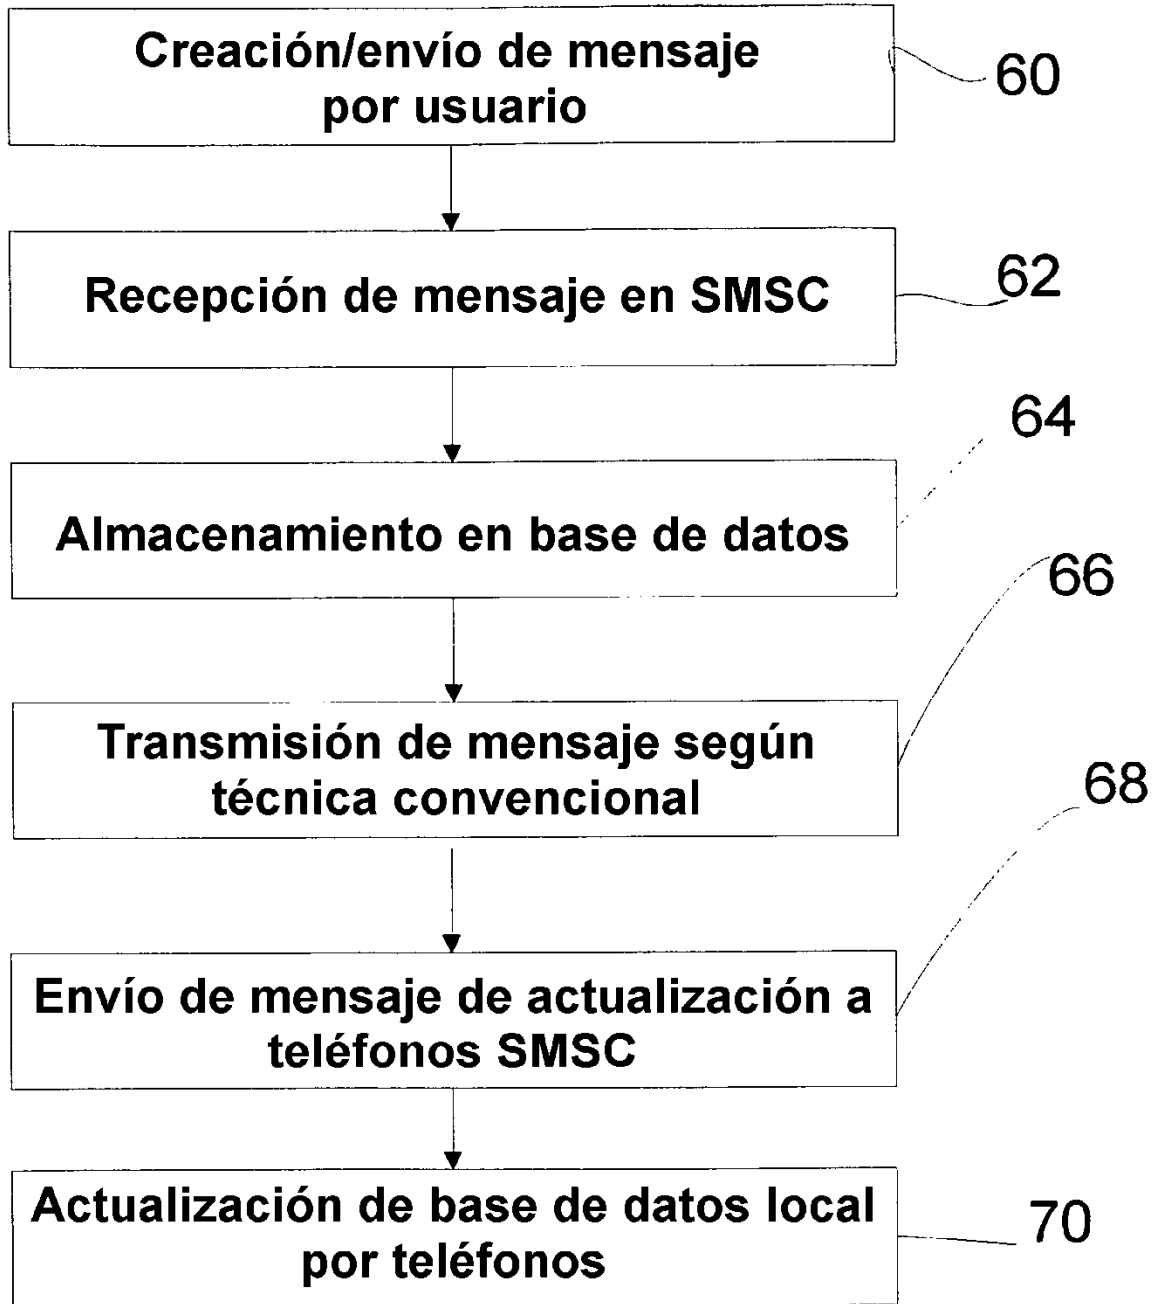 Creación/envío de mensaje
por usuario
60
Recepción de mensaje en SMSC
62
64
Almacenamiento en base de datos
66
Transmisión de mensaje según
técnica convencional
68
Envío de mensaje de actualización a
teléfonos SMSC
Actualización de base de datos local
por teléfonos
70